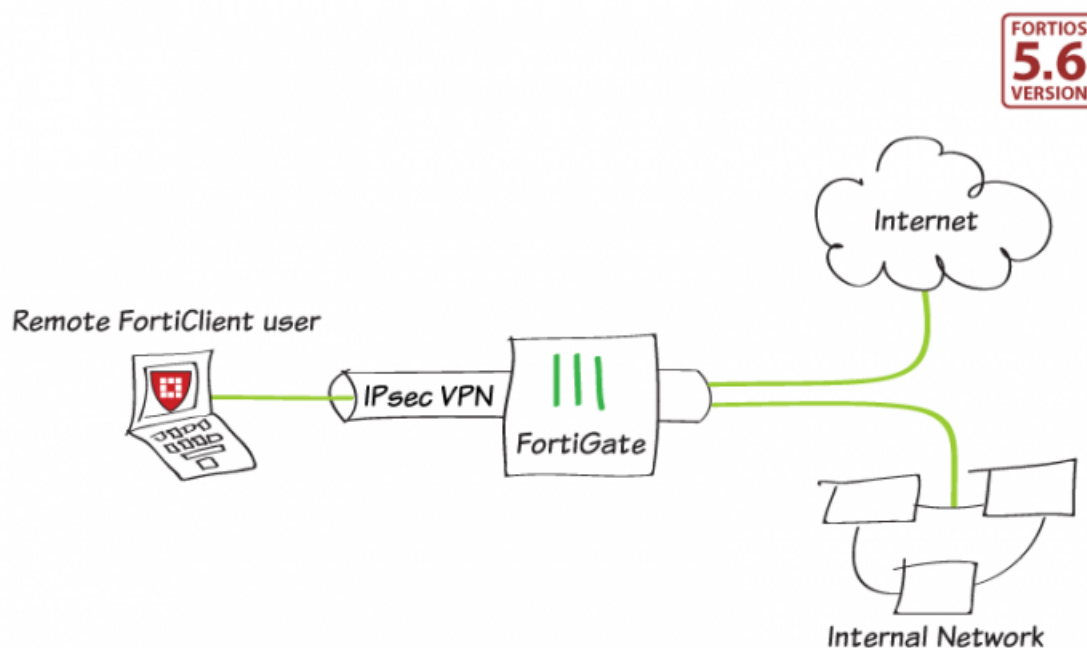 FORTIOS
5.6
VERSION
Internet
Remote FortiClient user
IPsec VPN
FortiGate
Internal Network